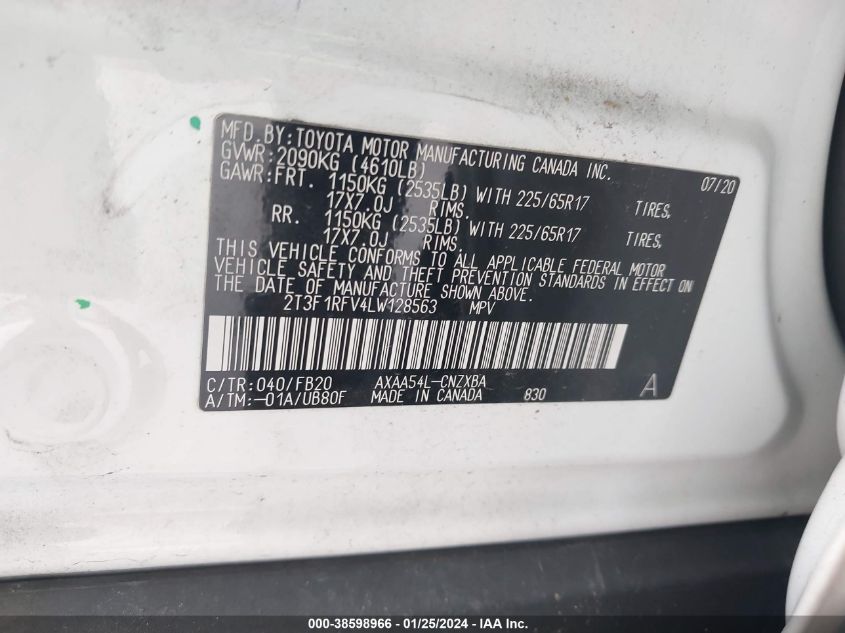 MFD.BY:TOYOTA MOTOR MANUFACTURING CANADA INC. 07/20
GVWR:2090KG (4610LB)
GAWR:FRT. 1150KG (2535LB) WITH 225/65R17 TIRES,
17X7.0J RIMS.
RR. 1150KG (2535LB) WITH 225/65R17 TIRES,
17X7.0J RIMS.
THIS VEHICLE CONFORMS TO ALL APPLICABLE FEDERAL MOTOR
VEHICLE SAFETY AND THEFT PREVENTION STANDARDS IN EFFECT ON
THE DATE OF MANUFACTURE SHOWN ABOVE.
2T3F1RFV4LW128563 MPV
C/TR:040/FB20 AXAA54L-CNZXBA A
A/TM:-01A/UB80F MADE IN CANADA 830
000-38598966 - 01/25/2024 - IAA Inc.